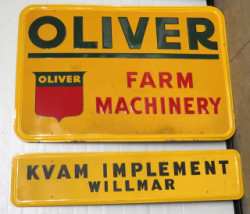 OLIVER
OLIVER
FARM
MACHINERY
KVAM IMPLEMENT
WILLMAR